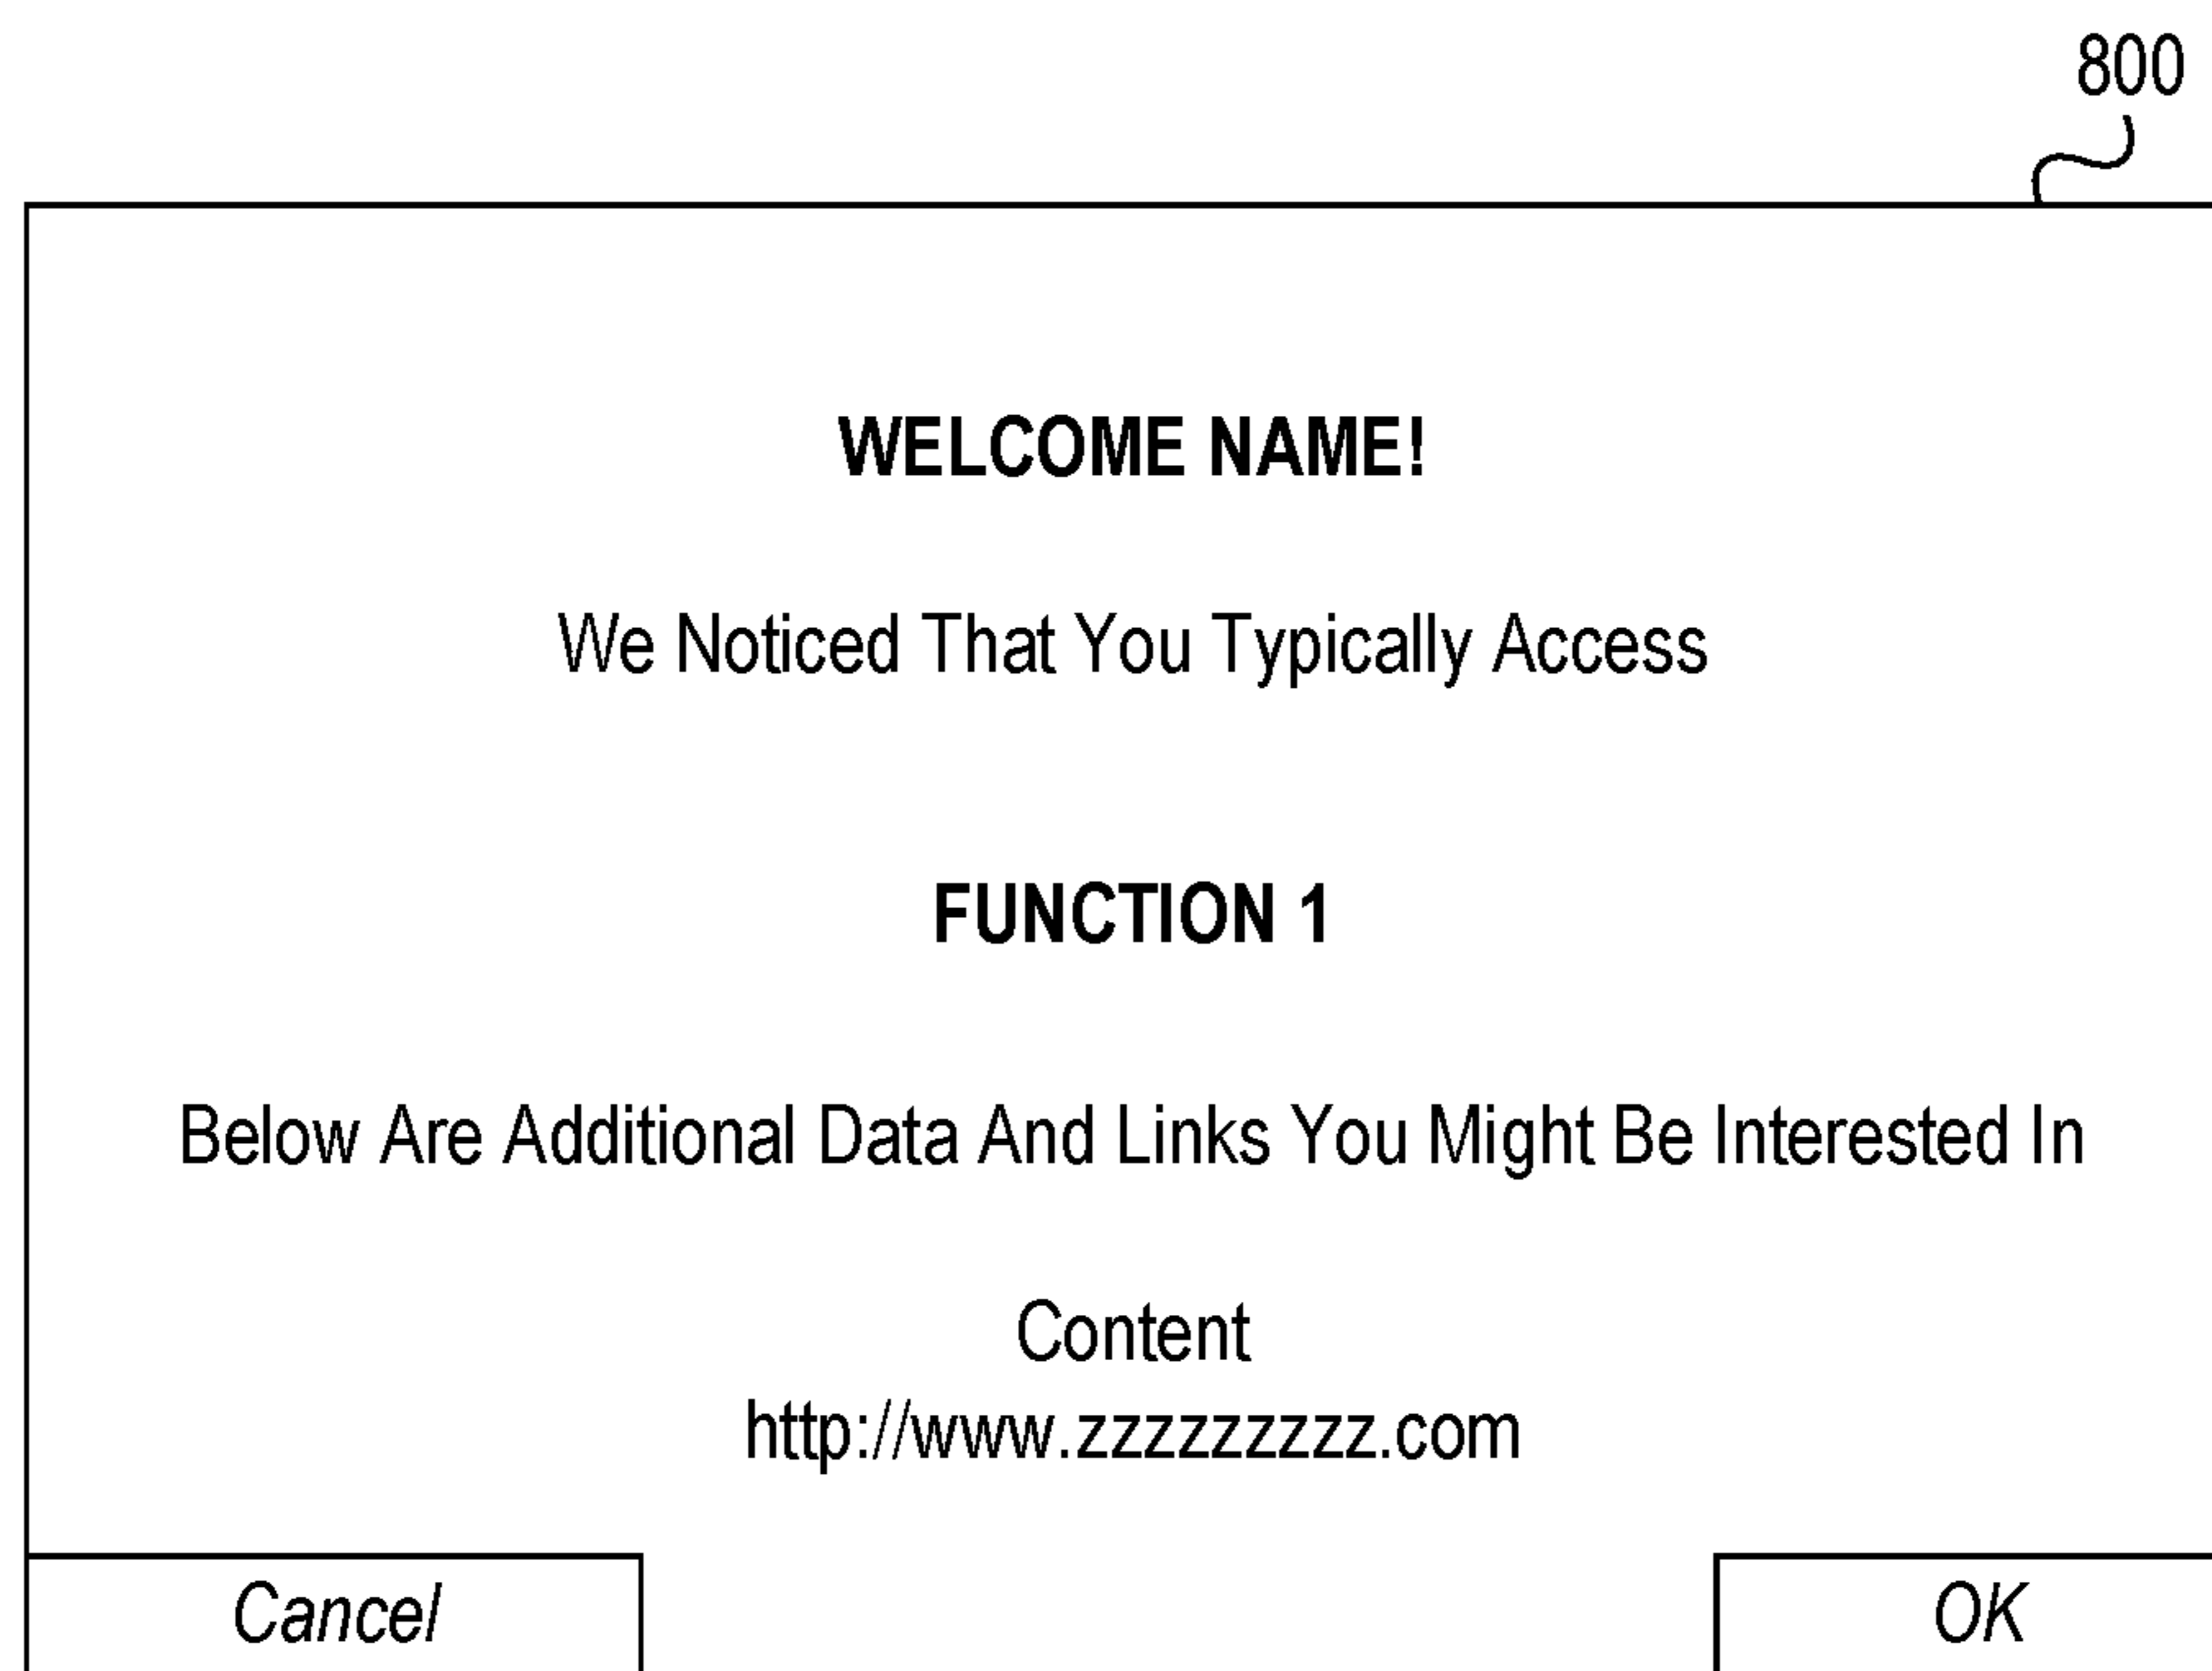 800
WELCOME NAME!
We Noticed That You Typically Access
FUNCTION 1
Below Are Additional Data And Links You Might Be Interested In
Content
http://www.zzzzzzzzz.com
Cancel
OK